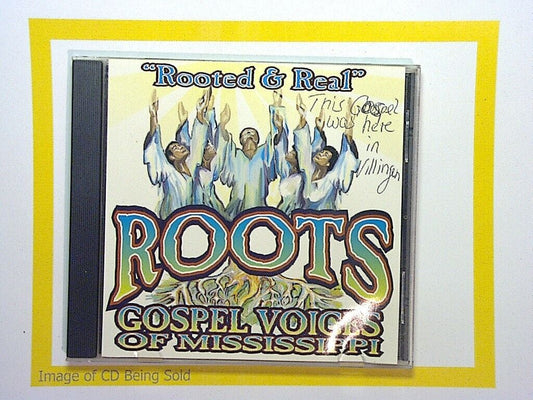 "Rooted & Real"
This Gospel
was here
in
Villingen
ROOTS
GOSPEL VOICES
OF MISSISSIPPI
Image of CD Being Sold